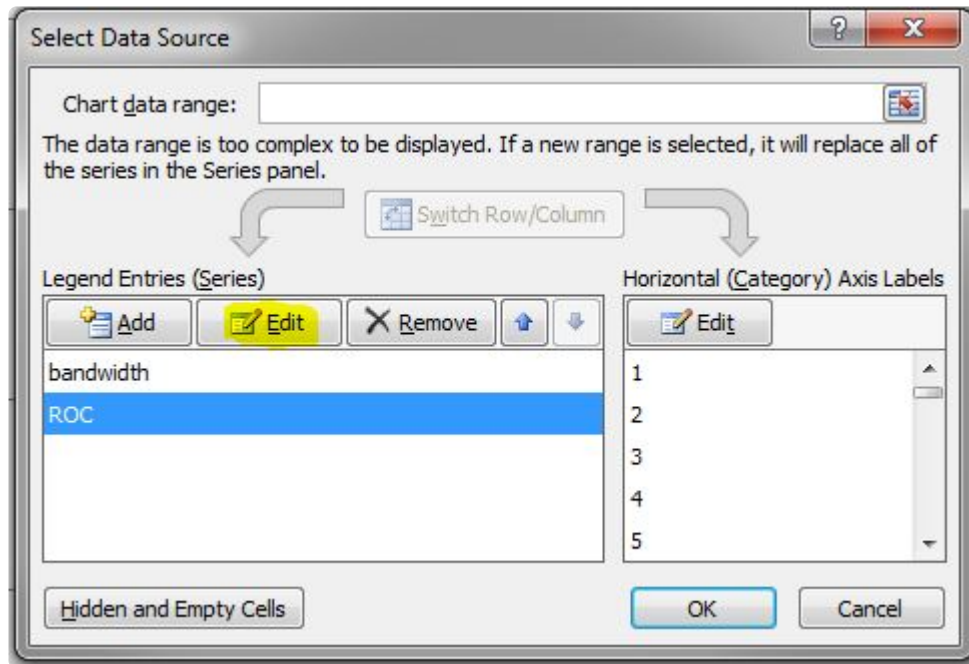 Select Data Source
Chart data range:
The data range is too complex to be displayed. If a new range is selected, it will replace all of
the series in the Series panel.
Switch Row/Column
Legend Entries (Series)
Horizontal (Category) Axis Labels
Add Edit Remove
Edit
bandwidth
ROC
1
2
3
4
5
Hidden and Empty Cells
OK Cancel